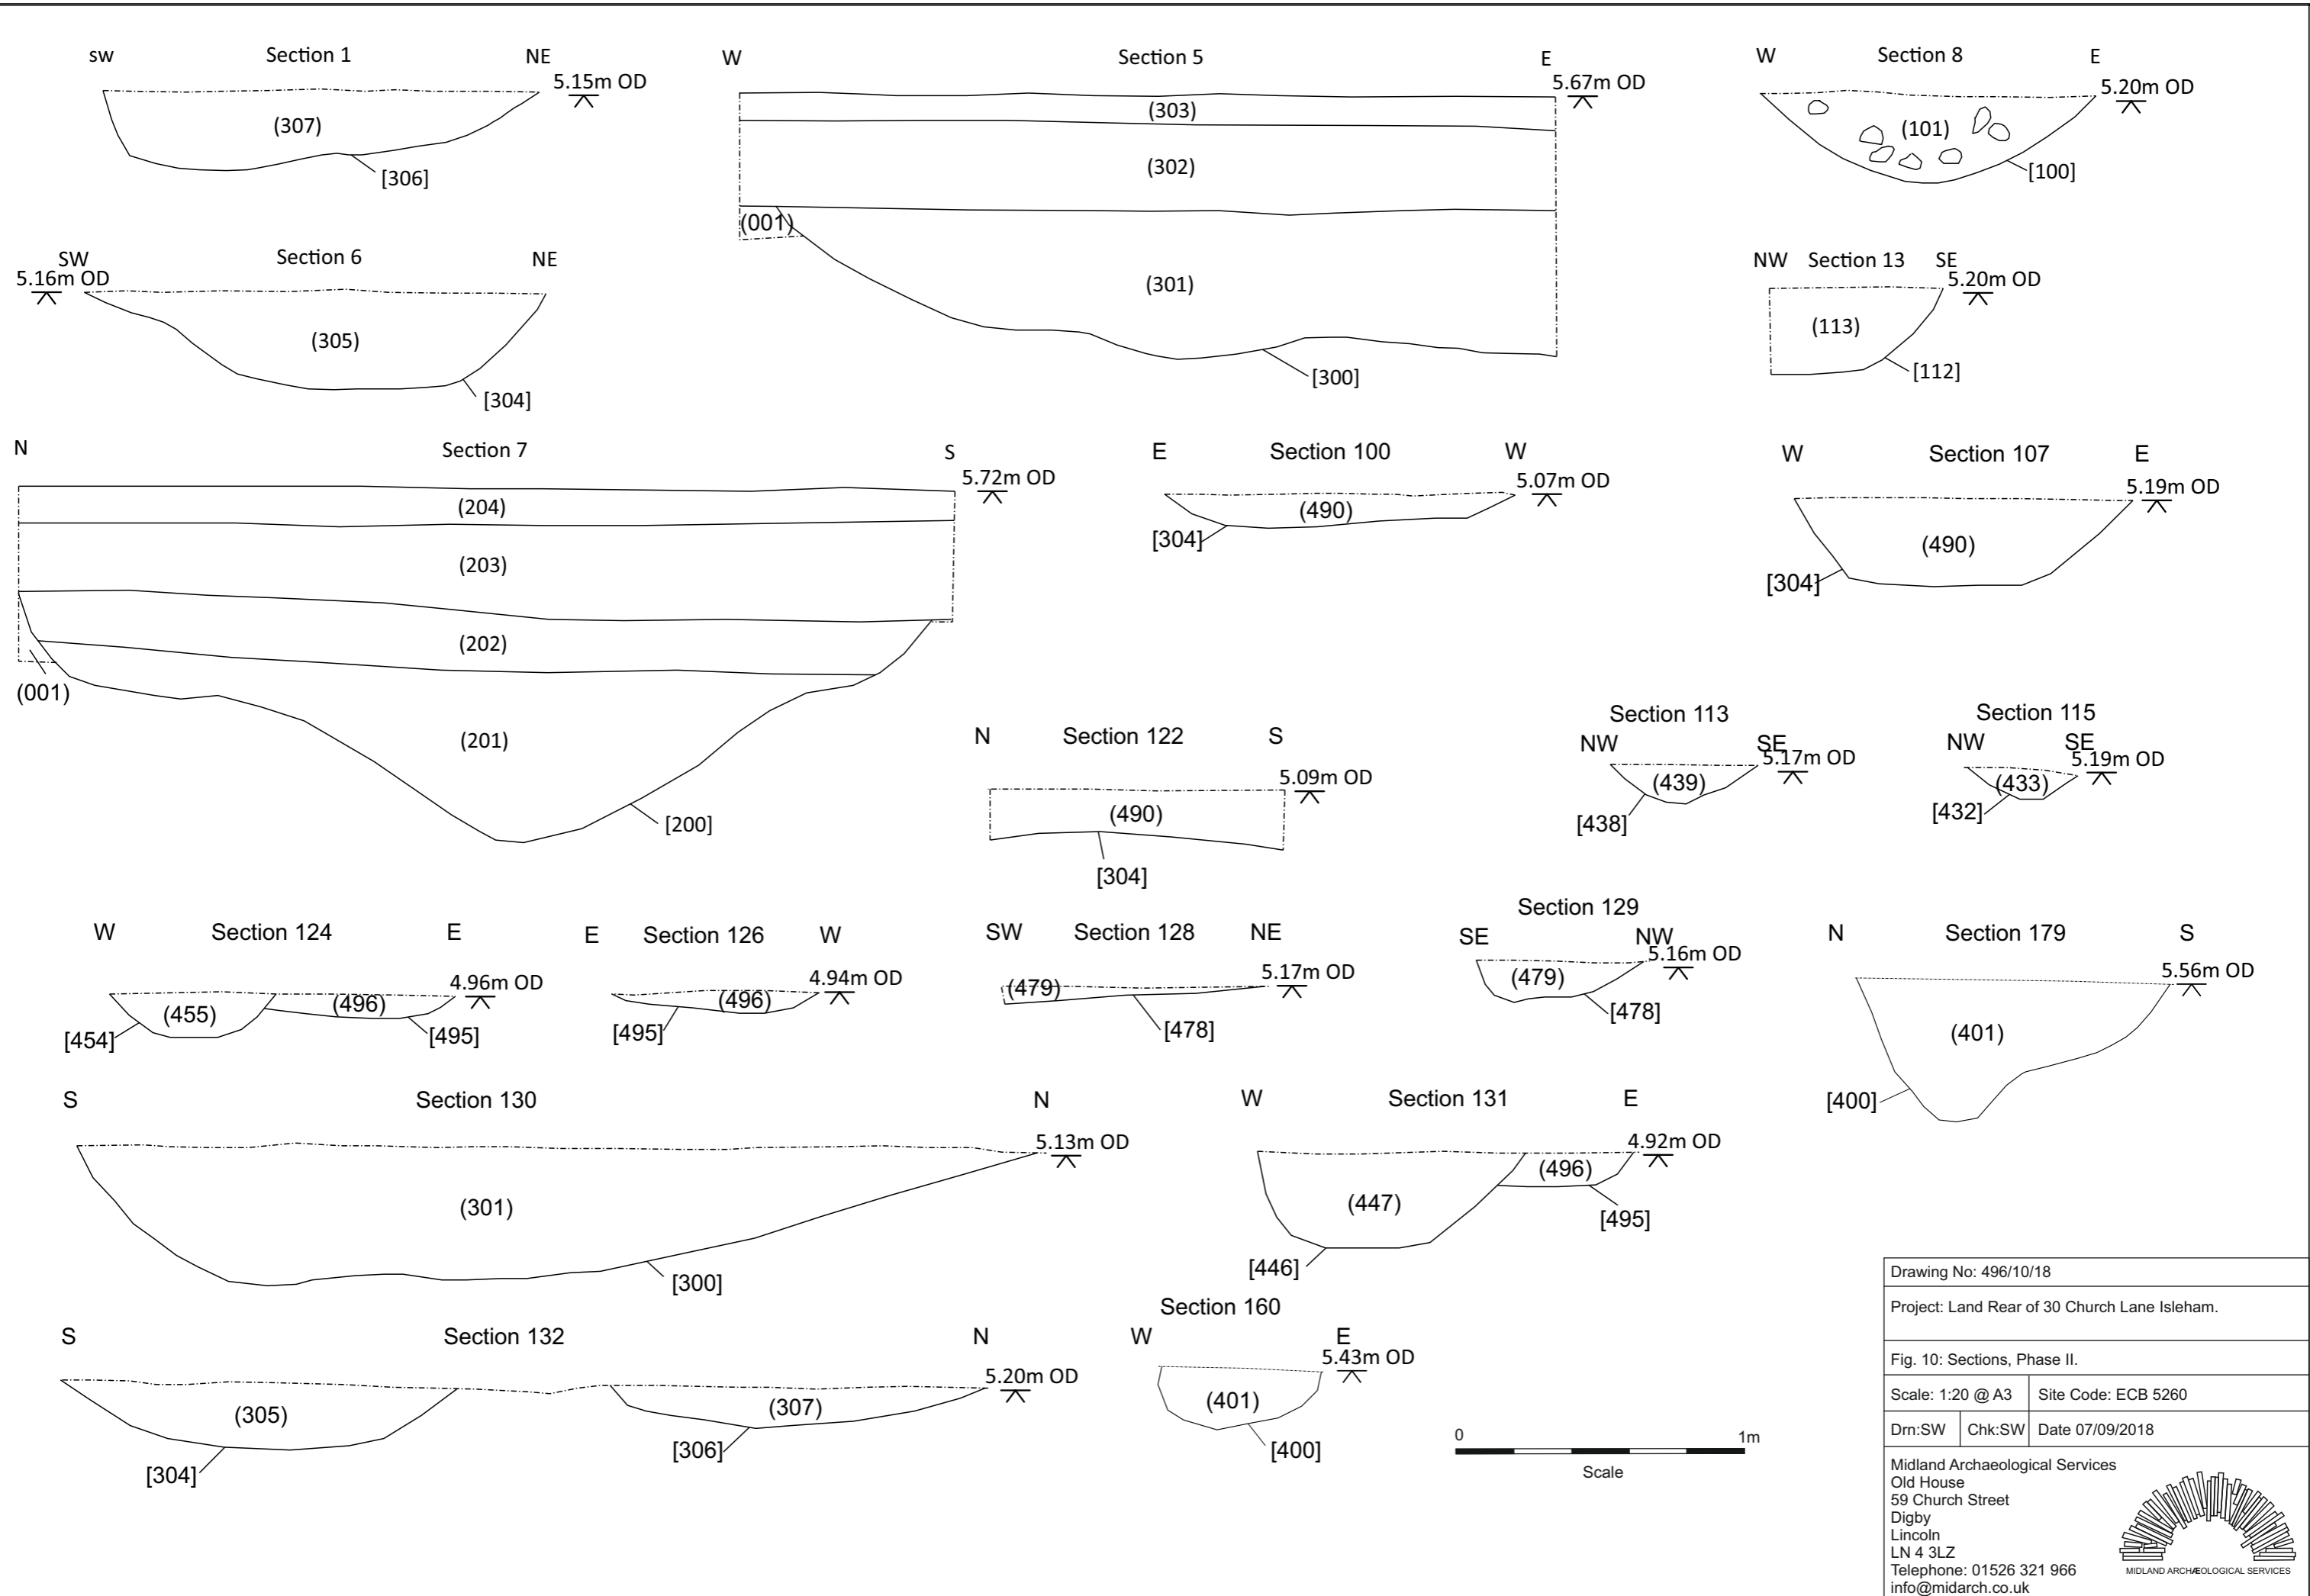 sw Section 1 NE
5.15m OD
(307)
[306]
W Section 5 E
5.67m OD
(303)
(302)
(001)
(301)
[300]
W Section 8 E
5.20m OD
(101)
[100]
SW Section 6 NE
5.16m OD
(305)
[304]
NW Section 13 SE
5.20m OD
(113)
[112]
N Section 7 S
5.72m OD
(204)
(203)
(202)
(001)
(201)
[200]
E Section 100 W
5.07m OD
(490)
[304]
W Section 107 E
5.19m OD
(490)
[304]
N Section 122 S
5.09m OD
(490)
[304]
Section 113
NW SE
5.17m OD
(439)
[438]
Section 115
NW SE
5.19m OD
(433)
[432]
W Section 124 E
4.96m OD
(455) (496)
[454] [495]
E Section 126 W
4.94m OD
(496)
[495]
SW Section 128 NE
5.17m OD
(479)
[478]
Section 129
SE NW
5.16m OD
(479)
[478]
N Section 179 S
5.56m OD
(401)
[400]
S Section 130 N
5.13m OD
(301)
[300]
W Section 131 E
4.92m OD
(496)
(447)
[495]
[446]
S Section 132 N
5.20m OD
(305) (307)
[306]
[304]
Section 160
W E
5.43m OD
(401)
[400]
0 1m
Scale
Drawing No: 496/10/18
Project: Land Rear of 30 Church Lane Isleham.
Fig. 10: Sections, Phase II.
Scale: 1:20 @ A3 Site Code: ECB 5260
Drn:SW Chk:SW Date 07/09/2018
Midland Archaeological Services
Old House
59 Church Street
Digby
Lincoln
LN 4 3LZ
Telephone: 01526 321 966
info@midarch.co.uk
MIDLAND ARCHÆOLOGICAL SERVICES